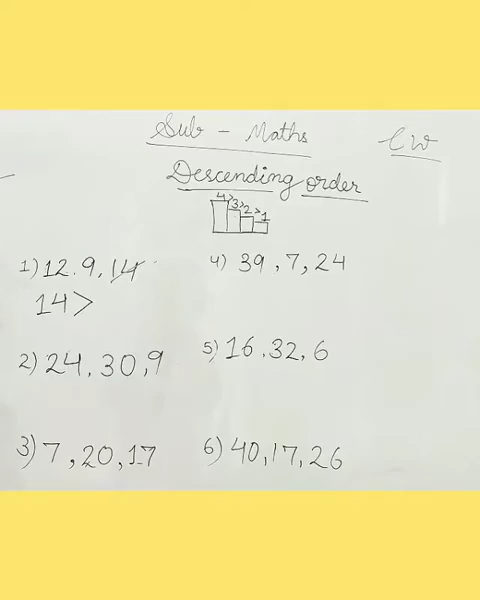 Sub - Maths
CW
Descending order
4>3>2>1
1) 12. 9, 14
14>
2) 24, 30, 9
3) 7, 20, 17
4) 39, 7, 24
5) 16, 32, 6
6) 40, 17, 26